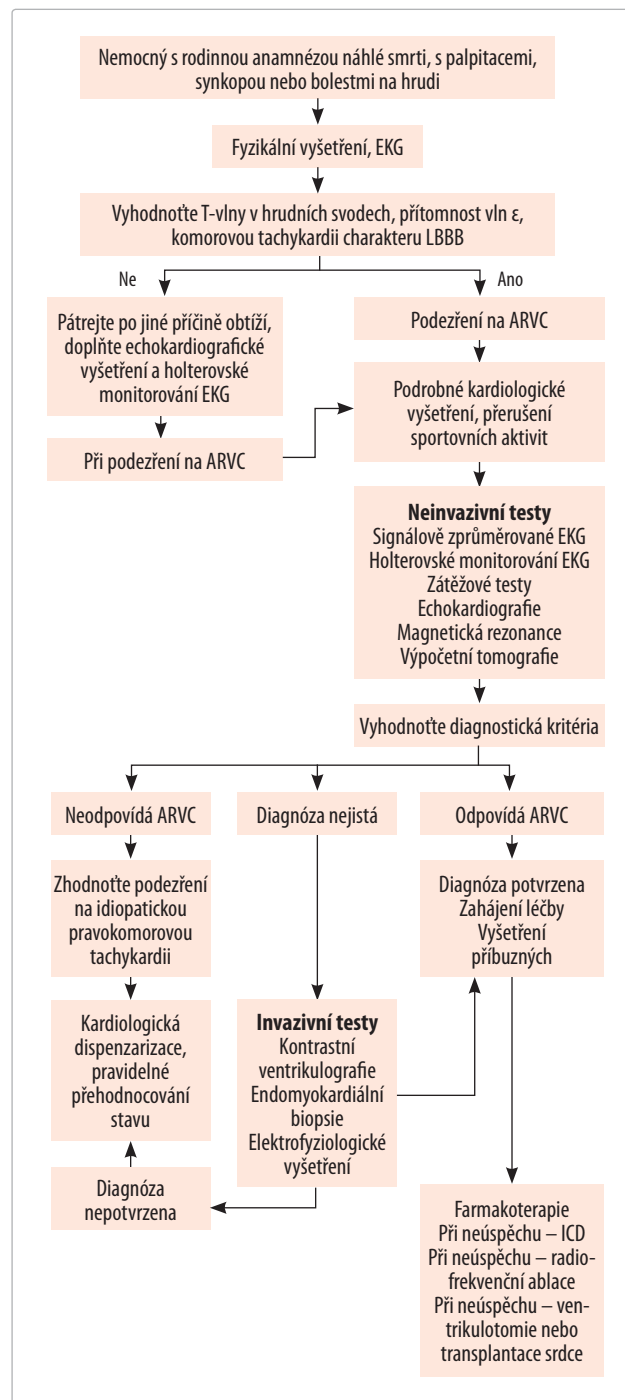 Nemocný s rodinnou anamnézou náhlé smrti, s palpitacemi,
synkopou nebo bolestmi na hrudi
Fyzikální vyšetření, EKG
Vyhodnoťte T-vlny v hrudních svodech, přítomnost vln ε,
komorovou tachykardii charakteru LBBB
Ne
Ano
Pátrejte po jiné příčině obtíží,
doplňte echokardiografické
vyšetření a holterovské
monitorování EKG
Při podezření na ARVC
Podezření na ARVC
Podrobné kardiologické
vyšetření, přerušení
sportovních aktivit
Neinvazivní testy
Signálově zprůměrované EKG
Holterovské monitorování EKG
Zátěžové testy
Echokardiografie
Magnetická rezonance
Výpočetní tomografie
Vyhodnoťte diagnostická kritéria
Neodpovídá ARVC
Diagnóza nejistá
Odpovídá ARVC
Zhodnoťte podezření
na idiopatickou
pravokomorovou
tachykardii
Kardiologická
dispenzarizace,
pravidelné
přehodnocování
stavu
Diagnóza
nepotvrzena
Invazivní testy
Kontrastní
ventrikulografie
Endomyokardiální
biopsie
Elektrofyziologické
vyšetření
Diagnóza potvrzena
Zahájení léčby
Vyšetření
příbuzných
Farmakoterapie
Při neúspěchu – ICD
Při neúspěchu – radio-
frekvenční ablace
Při neúspěchu – ven-
trikulotomie nebo
transplantace srdce